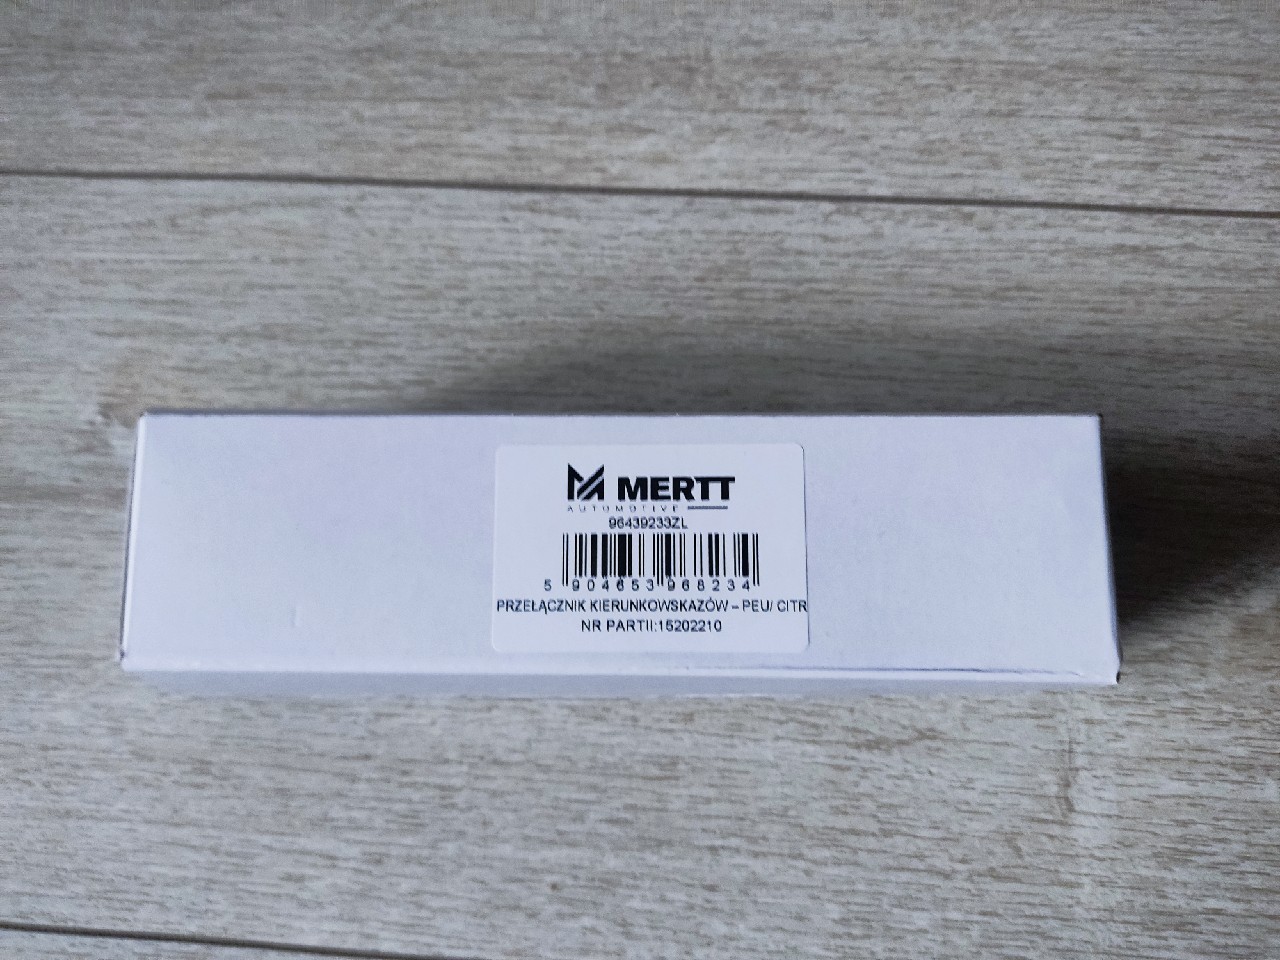 MERTT
AUTOMOTIVE
96439233ZL
5 904653 968234
PRZEŁĄCZNIK KIERUNKOWSKAZÓW – PEU/ CITR
NR PARTII:15202210